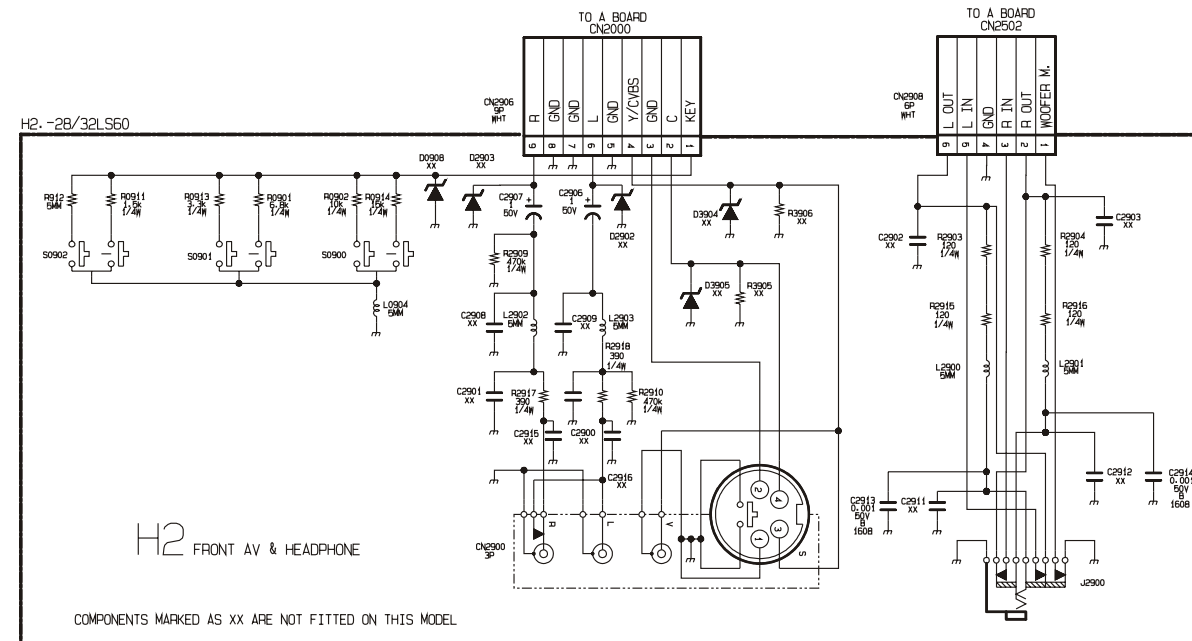 TO A BOARD
CN2000
TO A BOARD
CN2502
CN2906
9P
WHT
R
GND
GND
L
GND
Y/CVBS
GND
C
KEY
9
8
7
6
5
4
3
2
1
CN2908
6P
WHT
L OUT
L IN
GND
R IN
R OUT
WOOFER M.
6
5
4
3
2
1
H2.-28/32LS60
D0908
XX
D2903
XX
R912
5MM
R0911
1.5k
1/4W
R0913
3.3k
1/4W
R0901
6.8k
1/4W
R0902
10k
1/4W
R0914
15k
1/4W
S0902
S0901
S0900
L0904
5MM
C2907
1
50V
+
C2906
1
50V
+
D2902
XX
D3904
XX
R3906
XX
R2909
470k
1/4W
D3905
XX
R3905
XX
C2908
XX
L2902
5MM
C2909
XX
L2903
5MM
R2918
390
1/4W
C2901
XX
R2917
390
1/4W
R2910
470k
1/4W
C2915
XX
C2900
XX
C2916
XX
CN2900
3P
R
L
V
S
2
4
1
3
C2902
XX
R2903
120
1/4W
R2904
120
1/4W
C2903
XX
R2915
120
1/4W
R2916
120
1/4W
L2900
5MM
L2901
5MM
C2913
0.001
50V
B
1608
C2911
XX
C2912
XX
C2914
0.001
50V
B
1608
J2900
H2 FRONT AV & HEADPHONE
COMPONENTS MARKED AS XX ARE NOT FITTED ON THIS MODEL